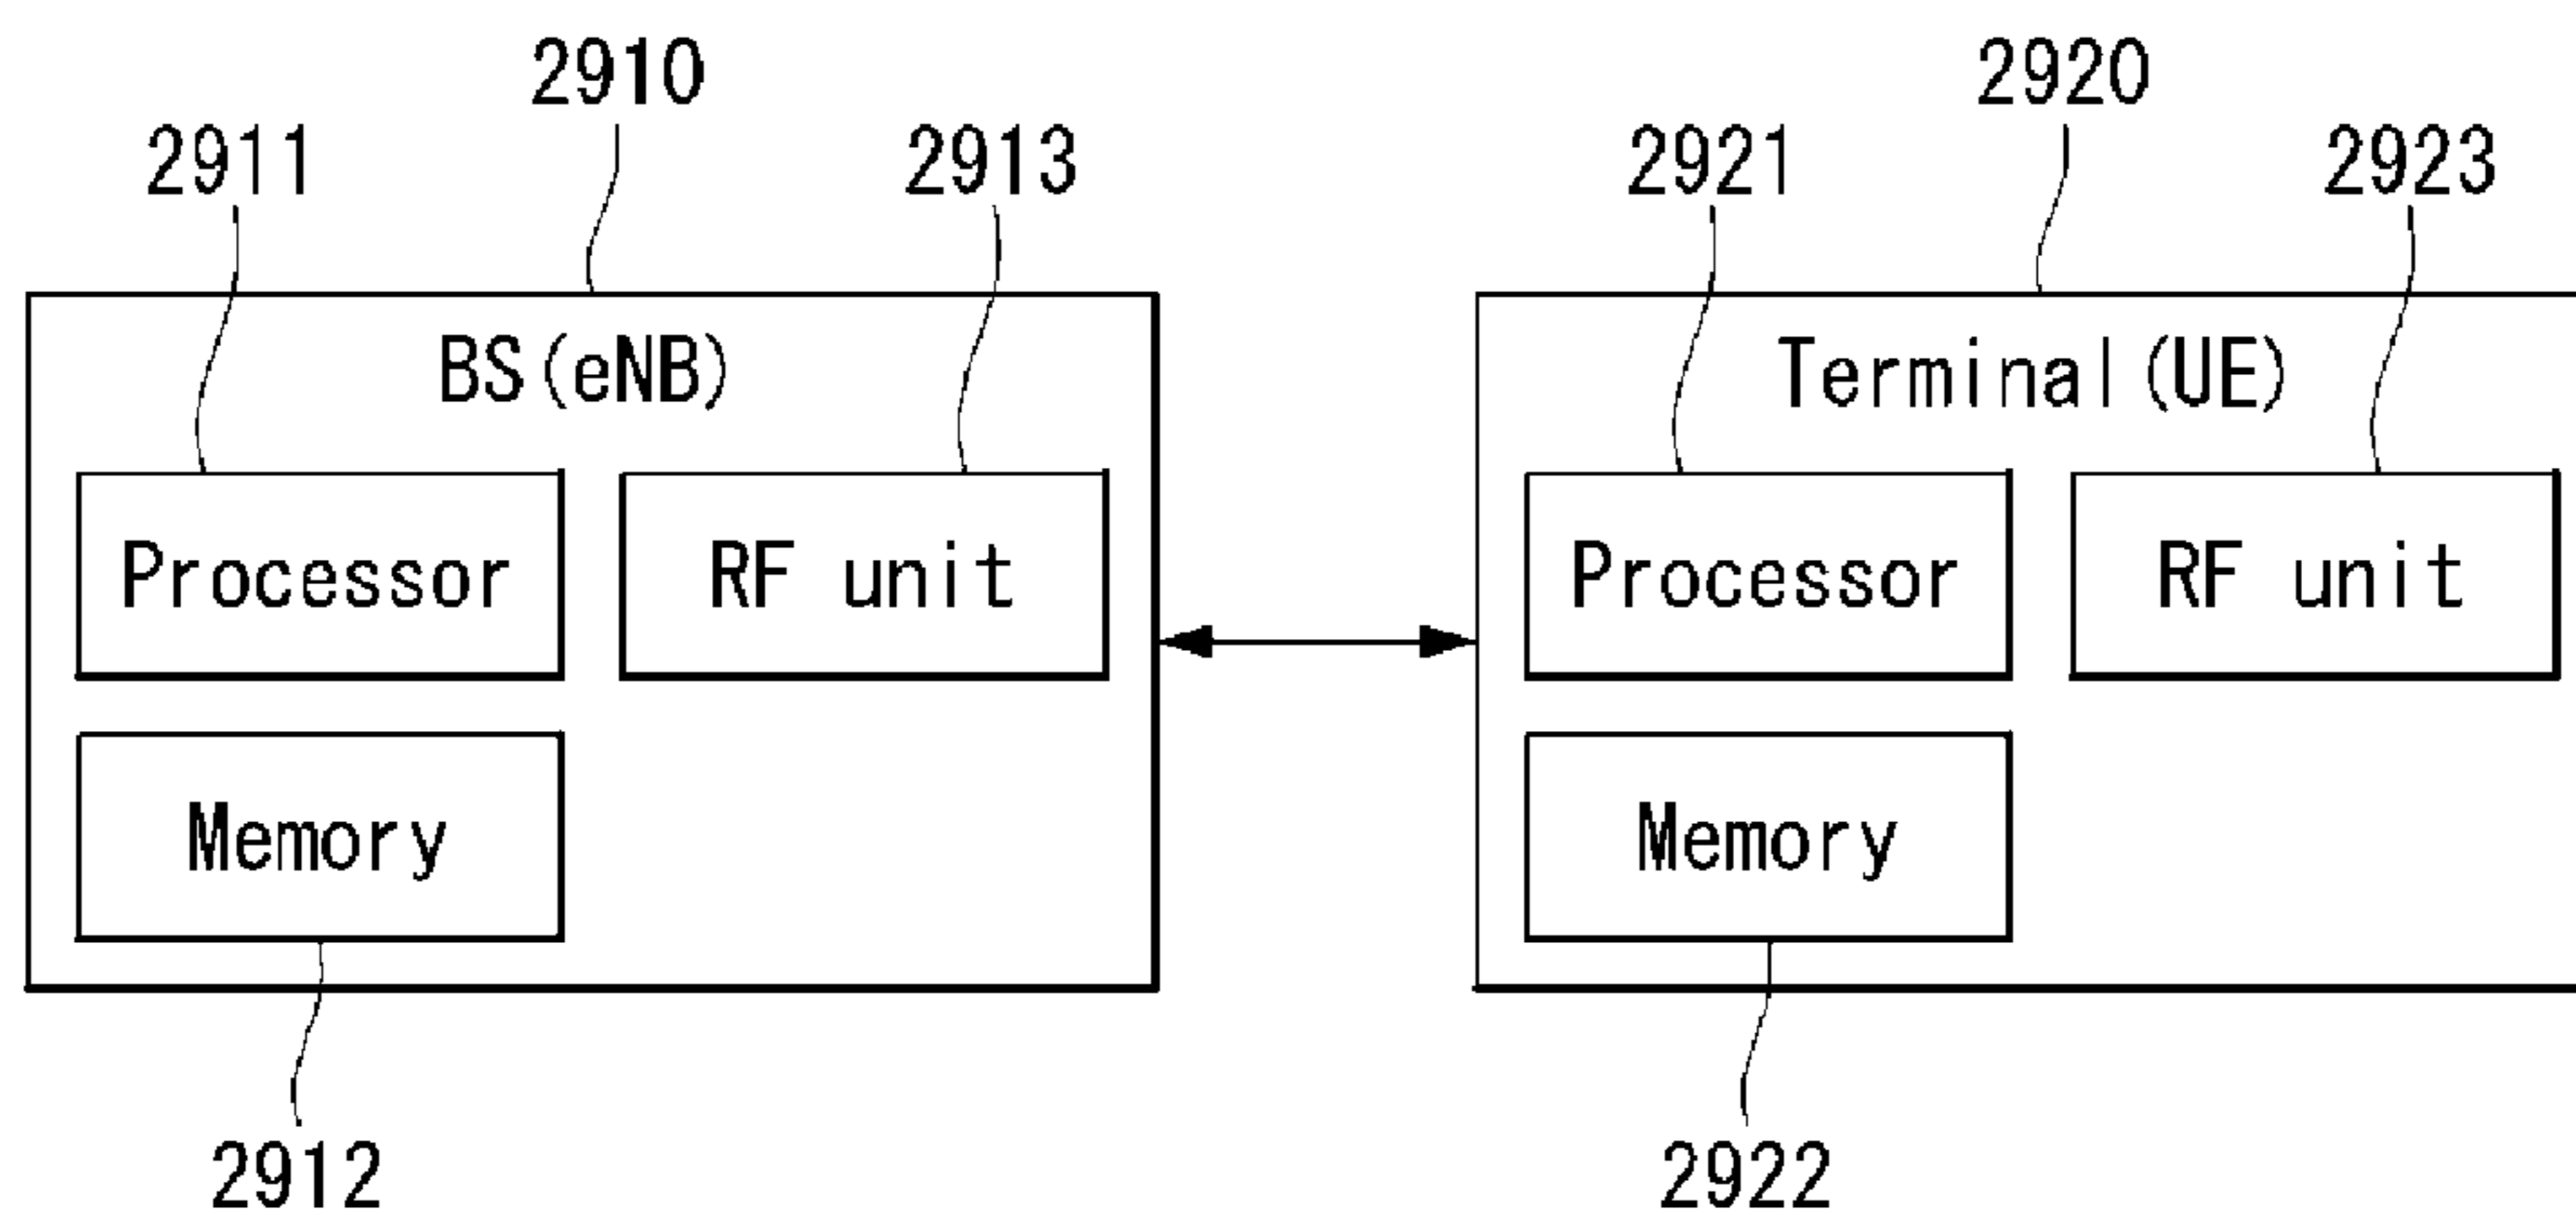 2910
2920
2911
2913
2921
2923
BS(eNB)
Terminal(UE)
Processor
RF unit
Processor
RF unit
Memory
Memory
2912
2922